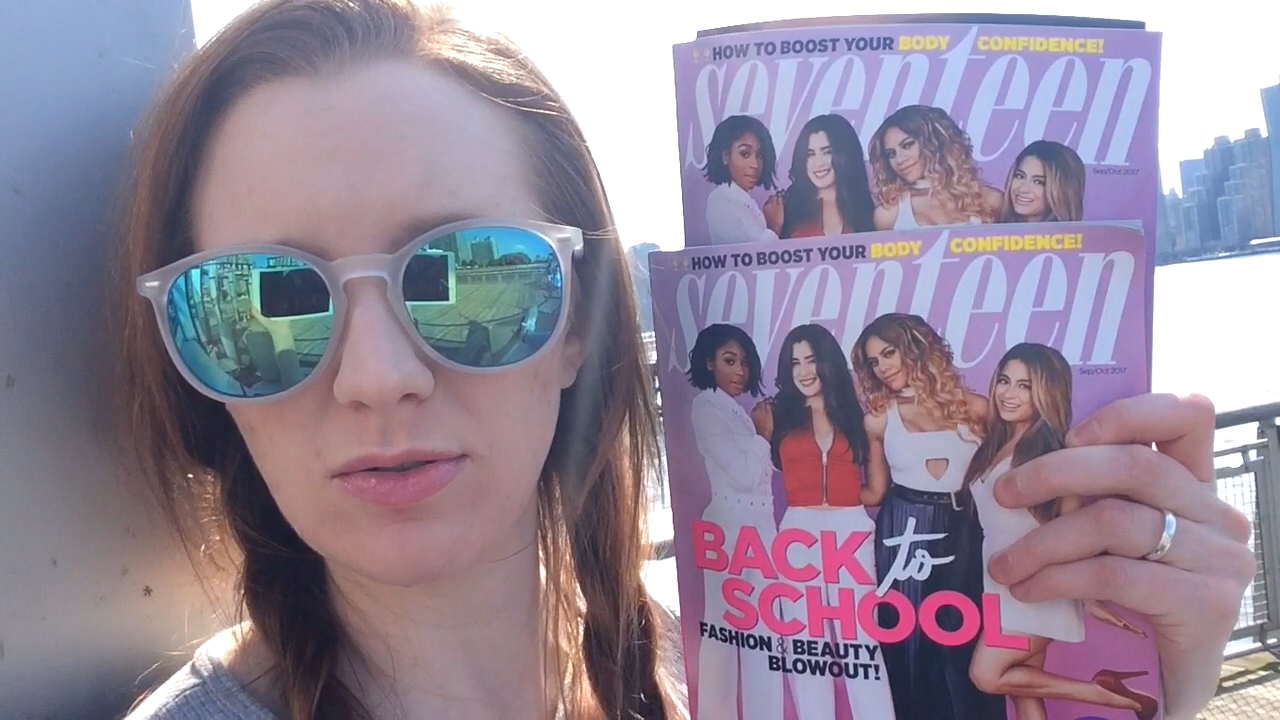 HOW TO BOOST YOUR BODY CONFIDENCE!
seventeen
Sep/Oct 2017
HOW TO BOOST YOUR BODY CONFIDENCE!
seventeen
Sep/Oct 2017
BACK to
SCHOOL
FASHION & BEAUTY
BLOWOUT!